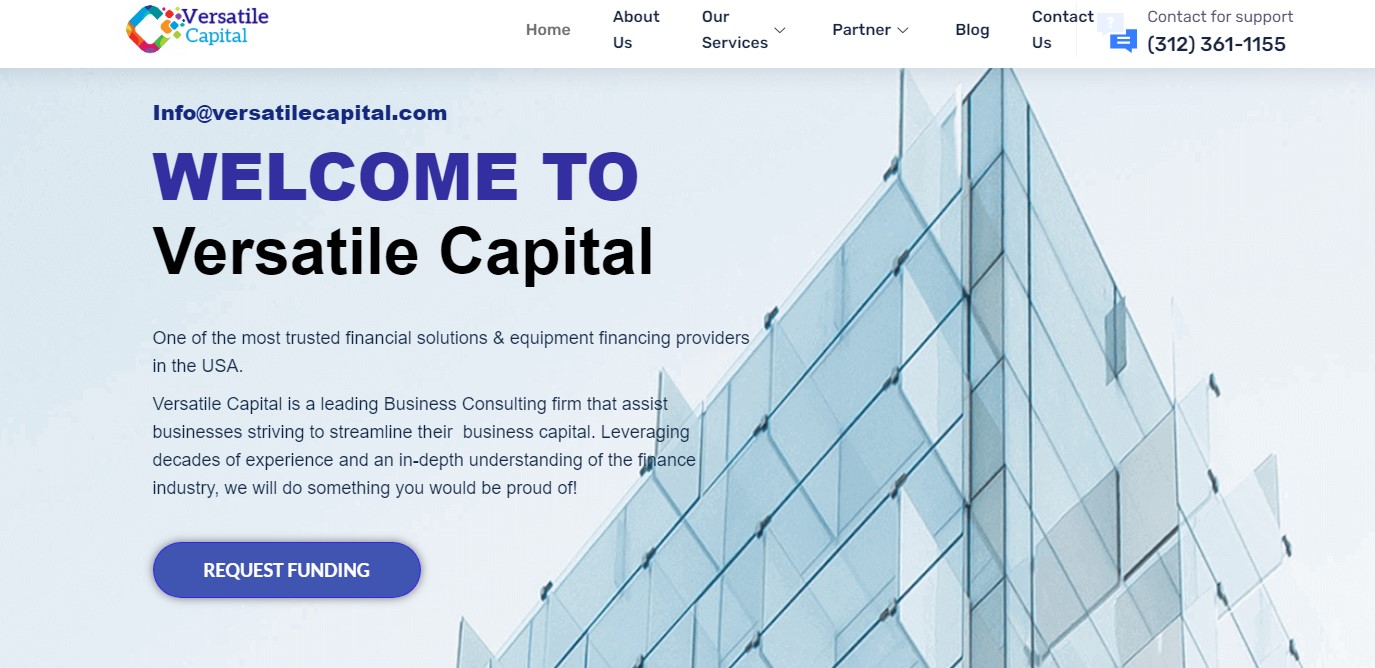 Versatile
Capital
Home
About
Us
Our
Services
Partner
Blog
Contact
Us
?
Contact for support
(312) 361-1155
Info@versatilecapital.com
WELCOME TO
Versatile Capital
One of the most trusted financial solutions & equipment financing providers
in the USA.
Versatile Capital is a leading Business Consulting firm that assist
businesses striving to streamline their  business capital. Leveraging
decades of experience and an in-depth understanding of the finance
industry, we will do something you would be proud of!
REQUEST FUNDING